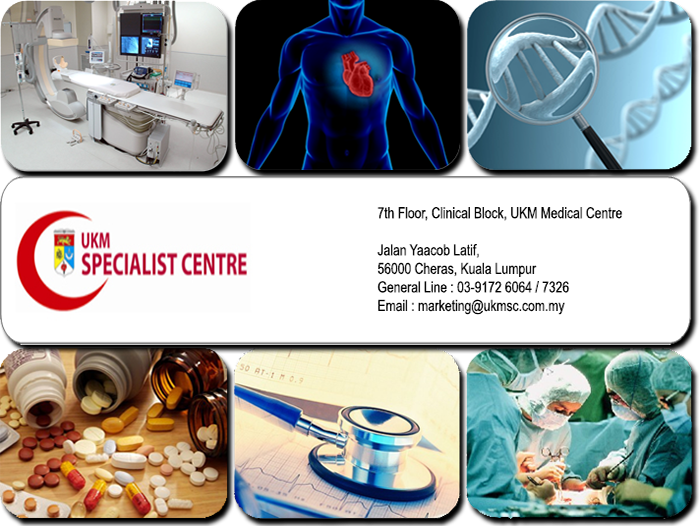 UKM
SPECIALIST CENTRE
7th Floor, Clinical Block, UKM Medical Centre
Jalan Yaacob Latif,
56000 Cheras, Kuala Lumpur
General Line : 03-9172 6064 / 7326
Email : marketing@ukmsc.com.my